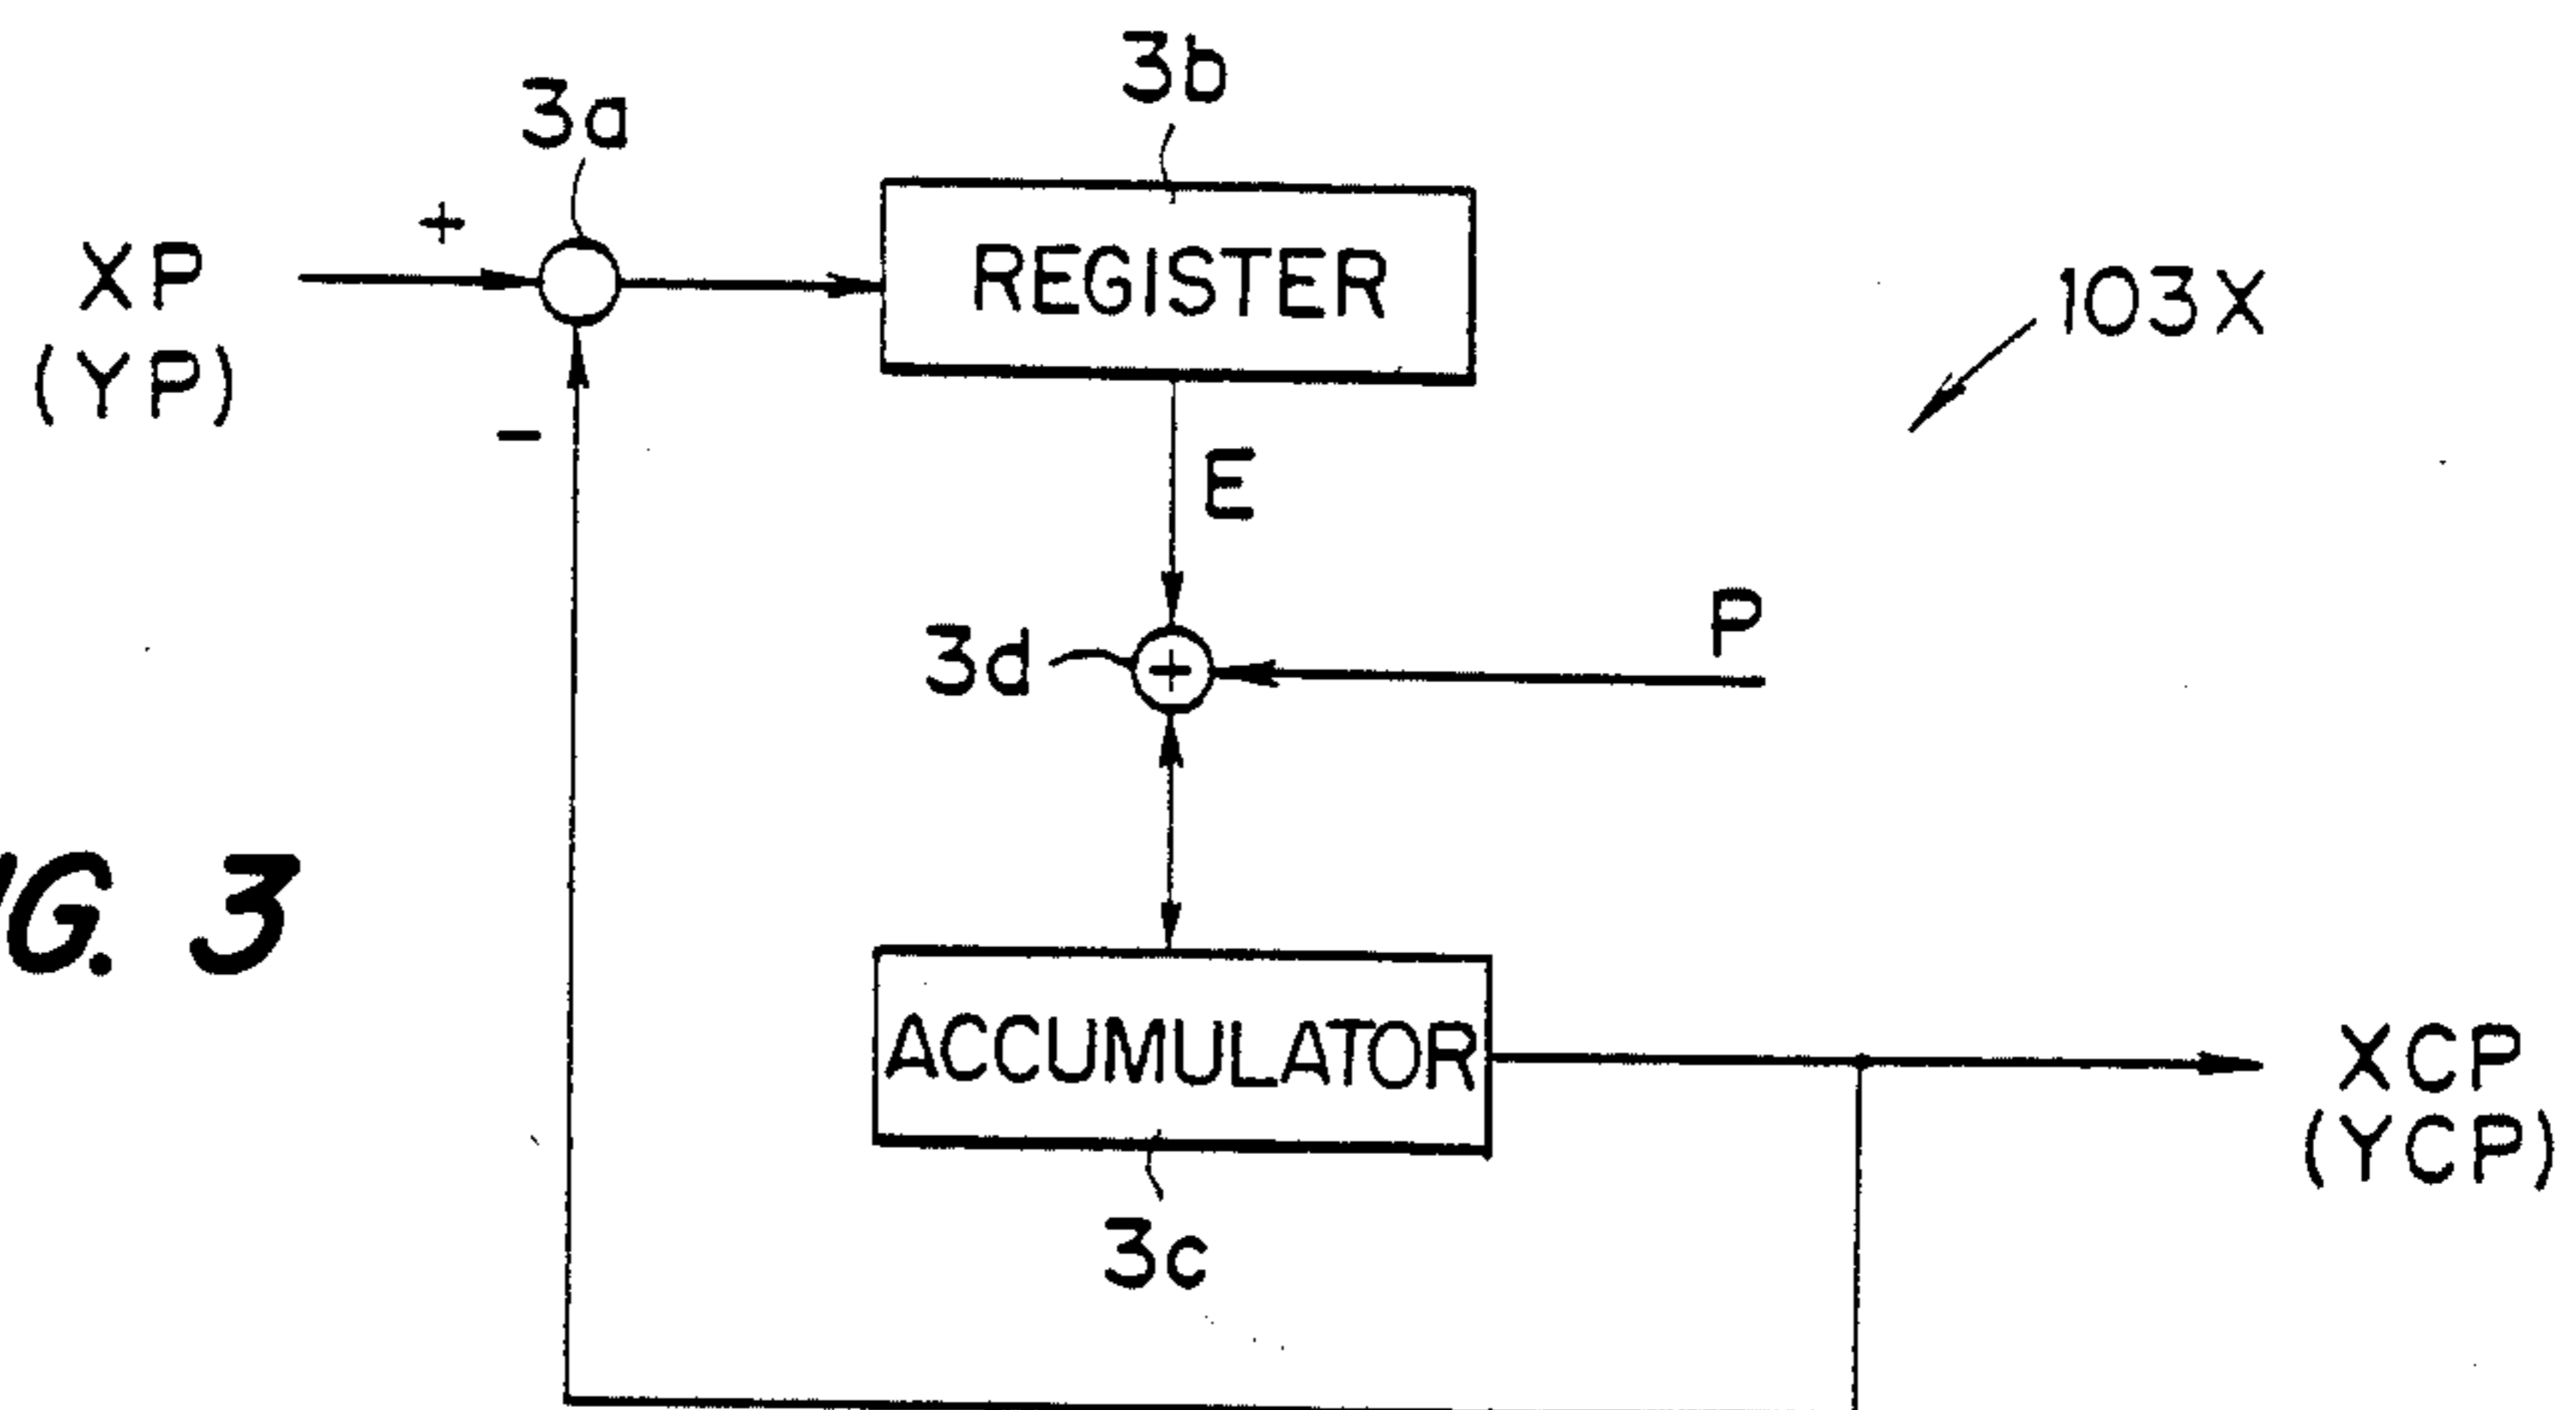 3b
3a
+
XP
(YP)
REGISTER
103X
−
E
P
3d
+
G. 3
ACCUMULATOR
XCP
(YCP)
3c